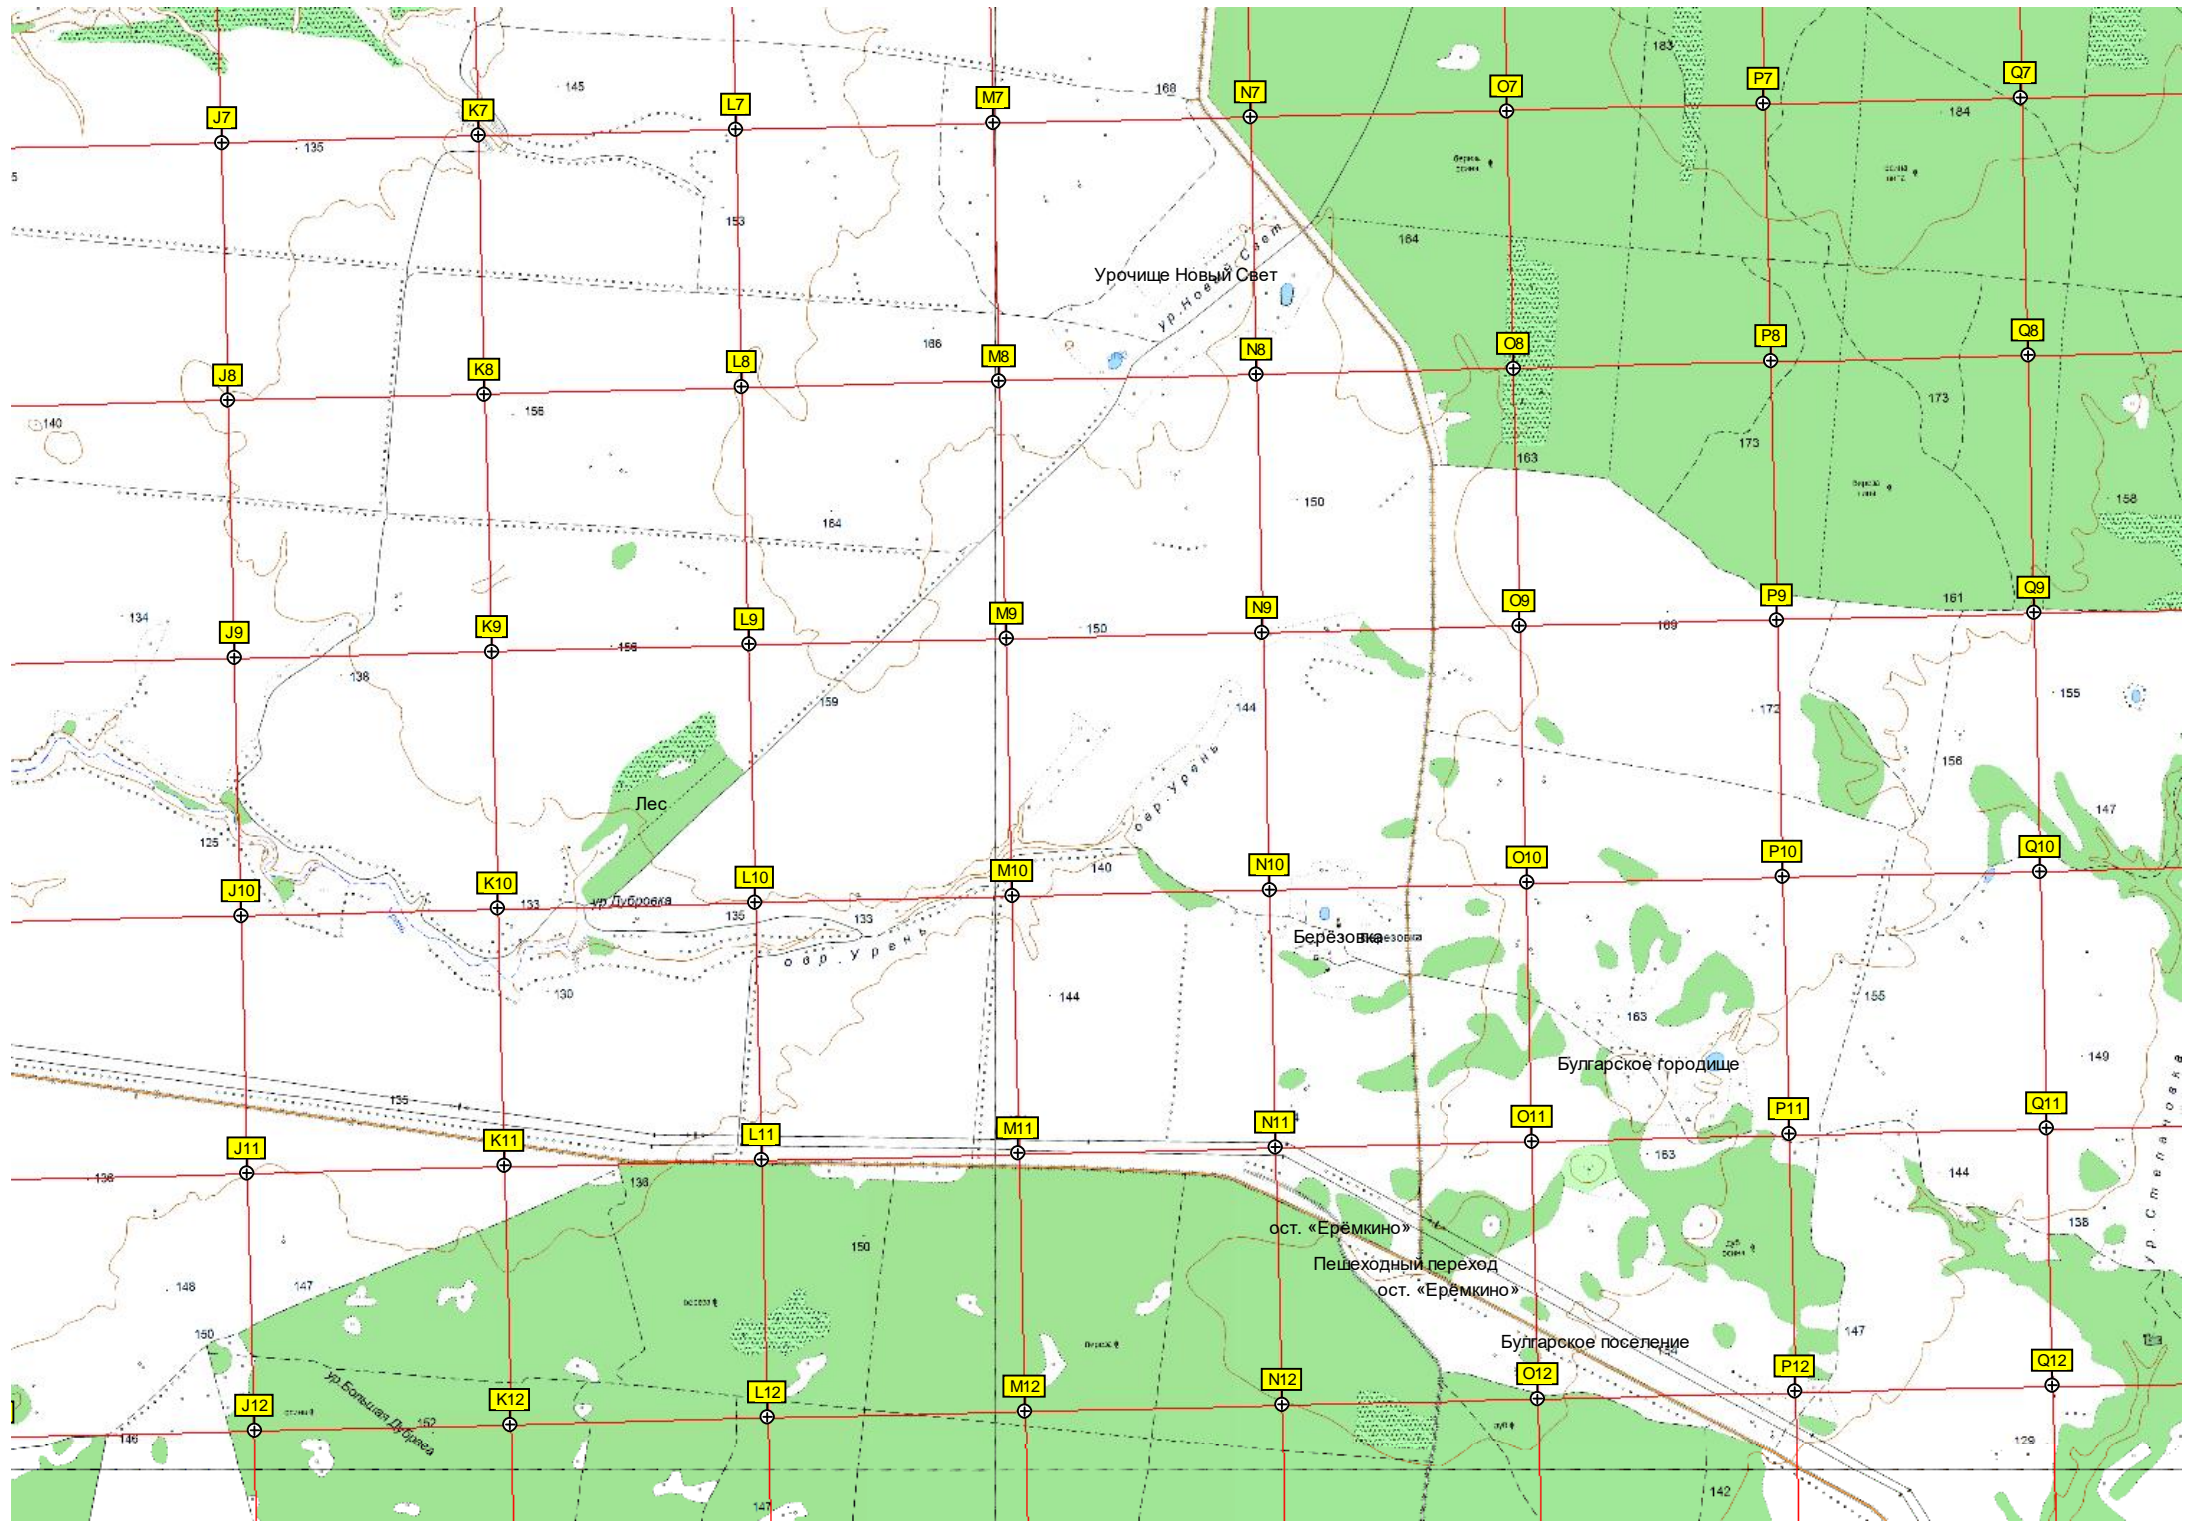 183
Q7
P7
O7
145
168
N7
M7
L7
184
K7
J7
135
153
164
Урочище Новый Свет
ур. Новый Свет
166
Q8
P8
O8
N8
M8
L8
K8
J8
173
156
140
173
163
158
150
164
Q9
161
P9
O9
N9
134
M9
150
169
L9
K9
J9
156
138
155
159
144
172
156
овр. Урень
Лес
147
125
Q10
P10
O10
N10
140
M10
L10
K10
J10
133
ур. Дубровка
135
133
Берёзовка
овр. Урень
130
144
155
163
149
Булгарское городище
135
Q11
P11
O11
N11
M11
L11
K11
J11
163
144
136
136
ур. Степановка
138
ост. «Ерёмкино»
150
Пешеходный переход
148
147
ост. «Ерёмкино»
147
150
Булгарское поселение
Q12
P12
O12
N12
M12
L12
K12
J12
ур. Большая Дубрава
162
146
129
142
147